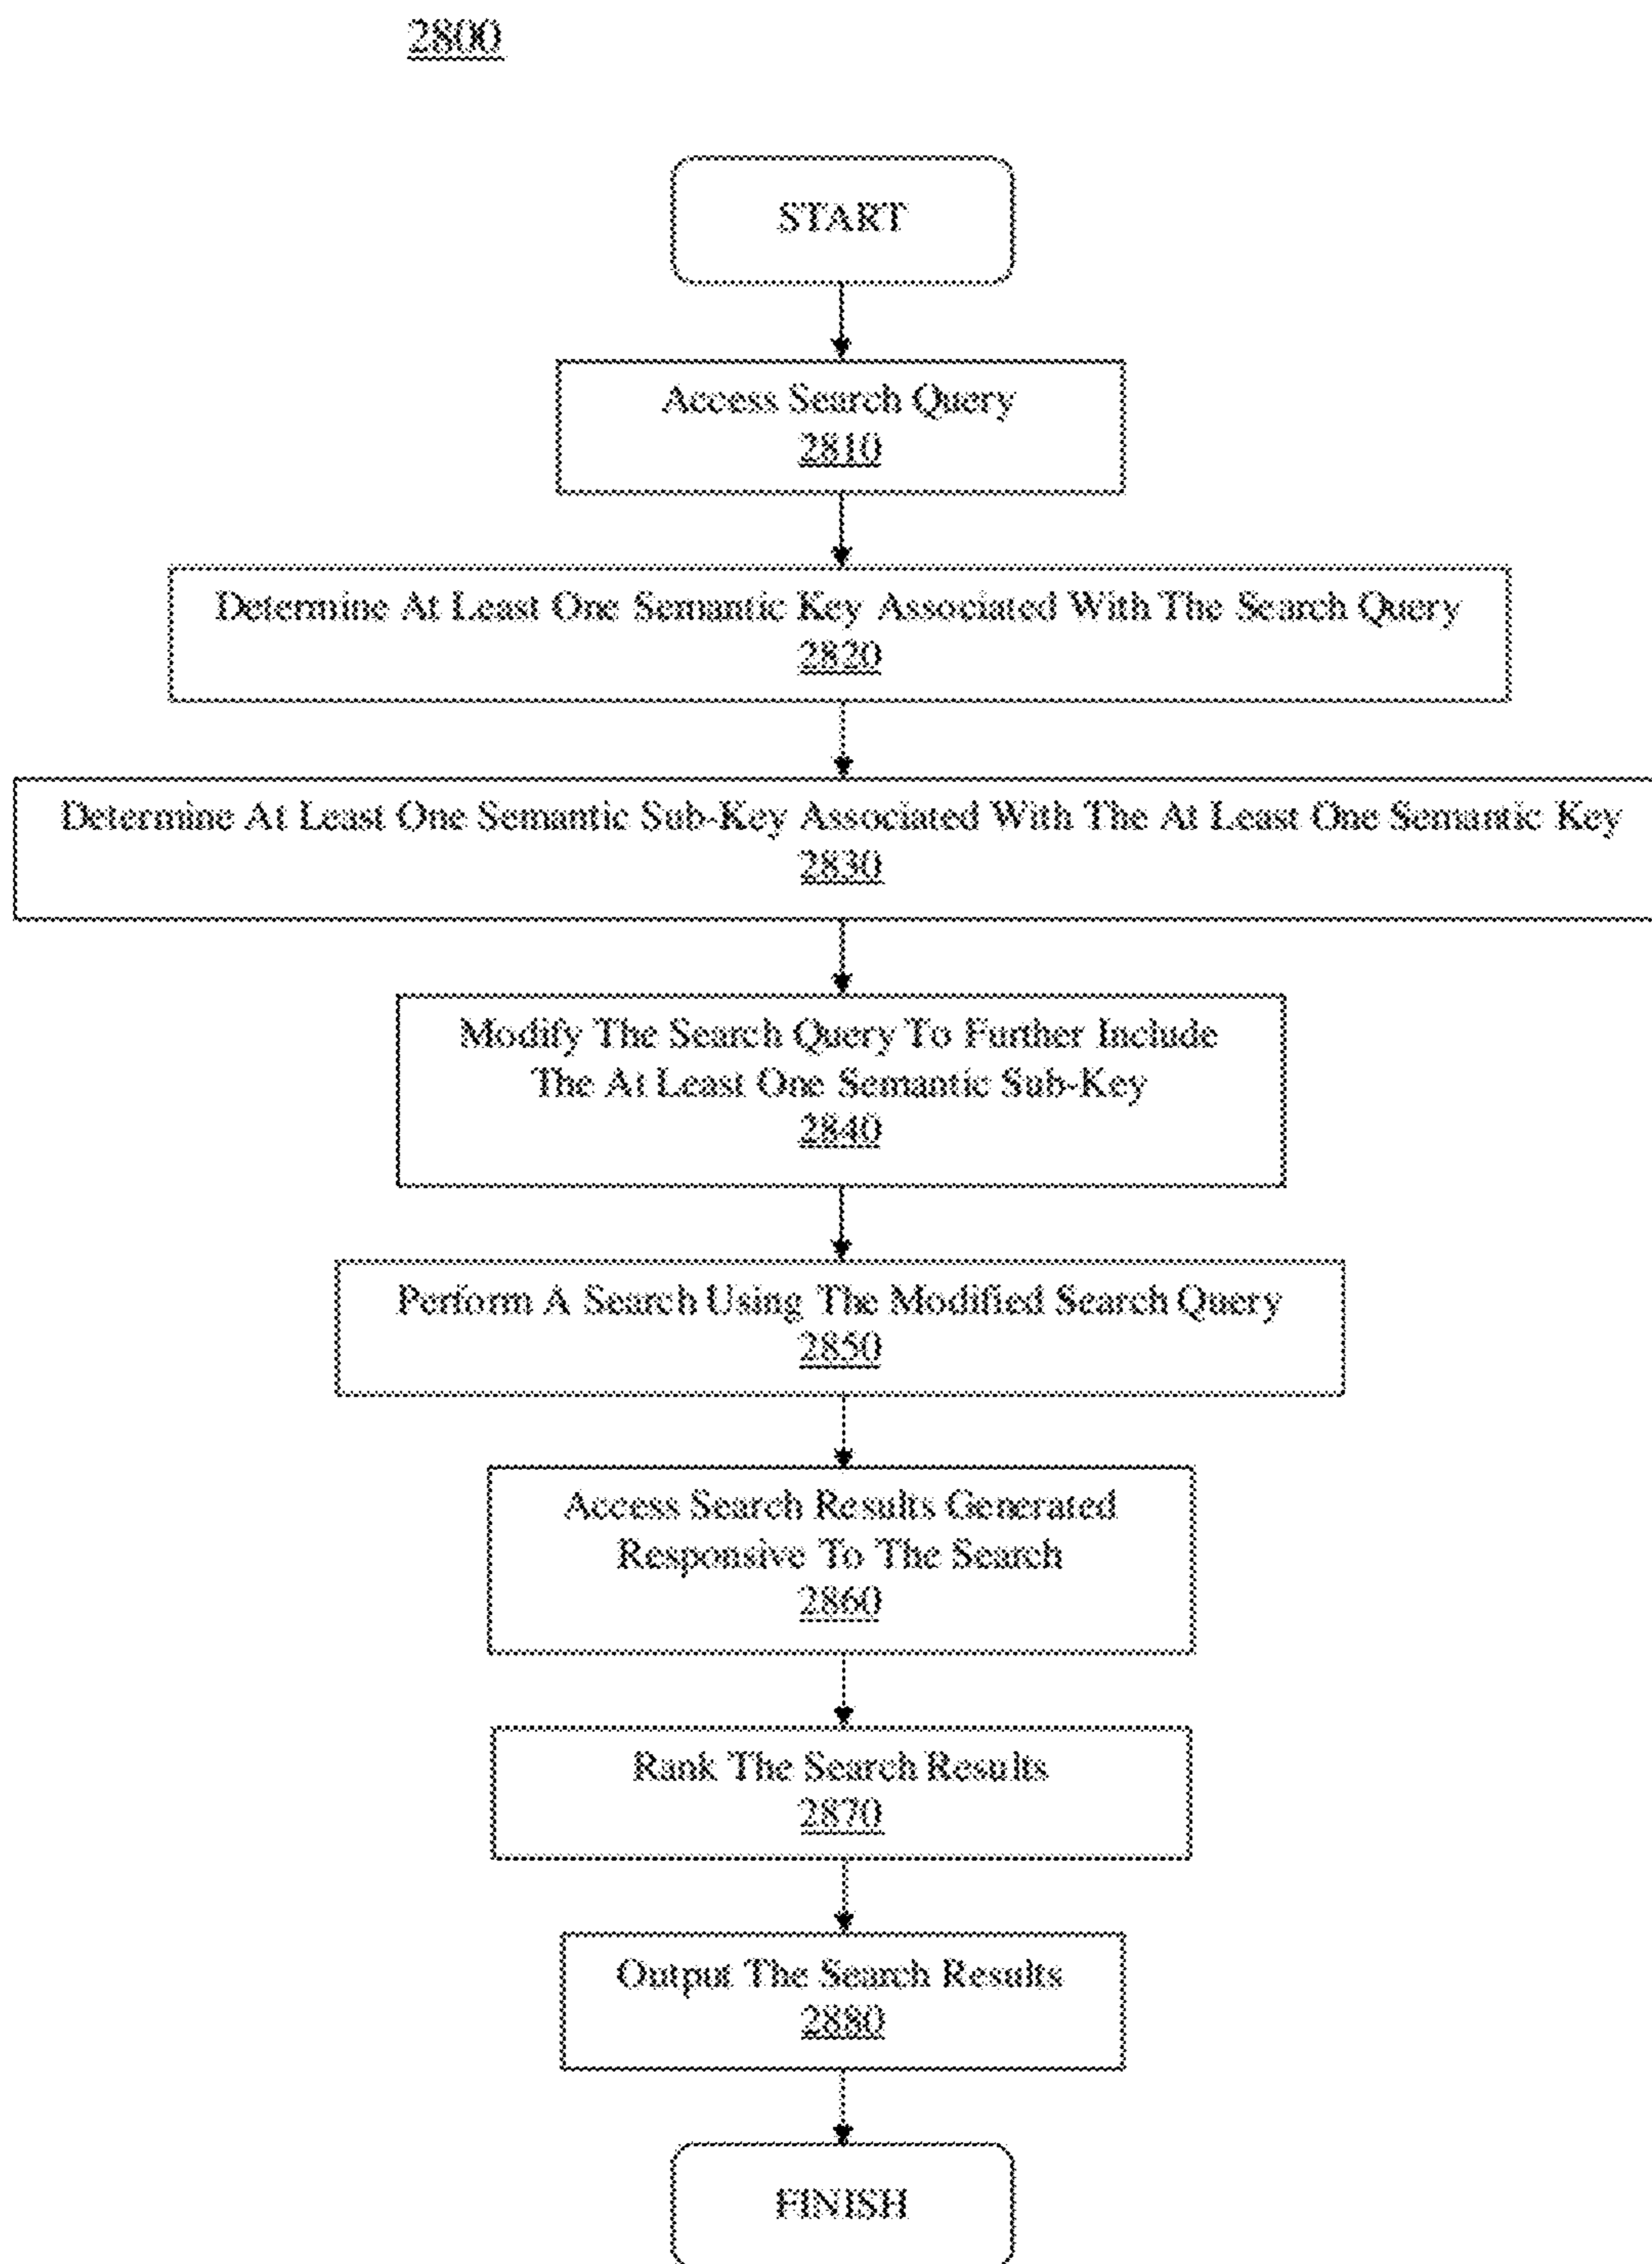 2800
START
Access Search Query
2810
Determine At Least One Semantic Key Associated With The Search Query
2820
Determine At Least One Semantic Sub-Key Associated With The At Least One Semantic Key
2830
Modify The Search Query To Further Include
The At Least One Semantic Sub-Key
2840
Perform A Search Using The Modified Search Query
2850
Access Search Results Generated
Responsive To The Search
2860
Rank The Search Results
2870
Output The Search Results
2880
FINISH